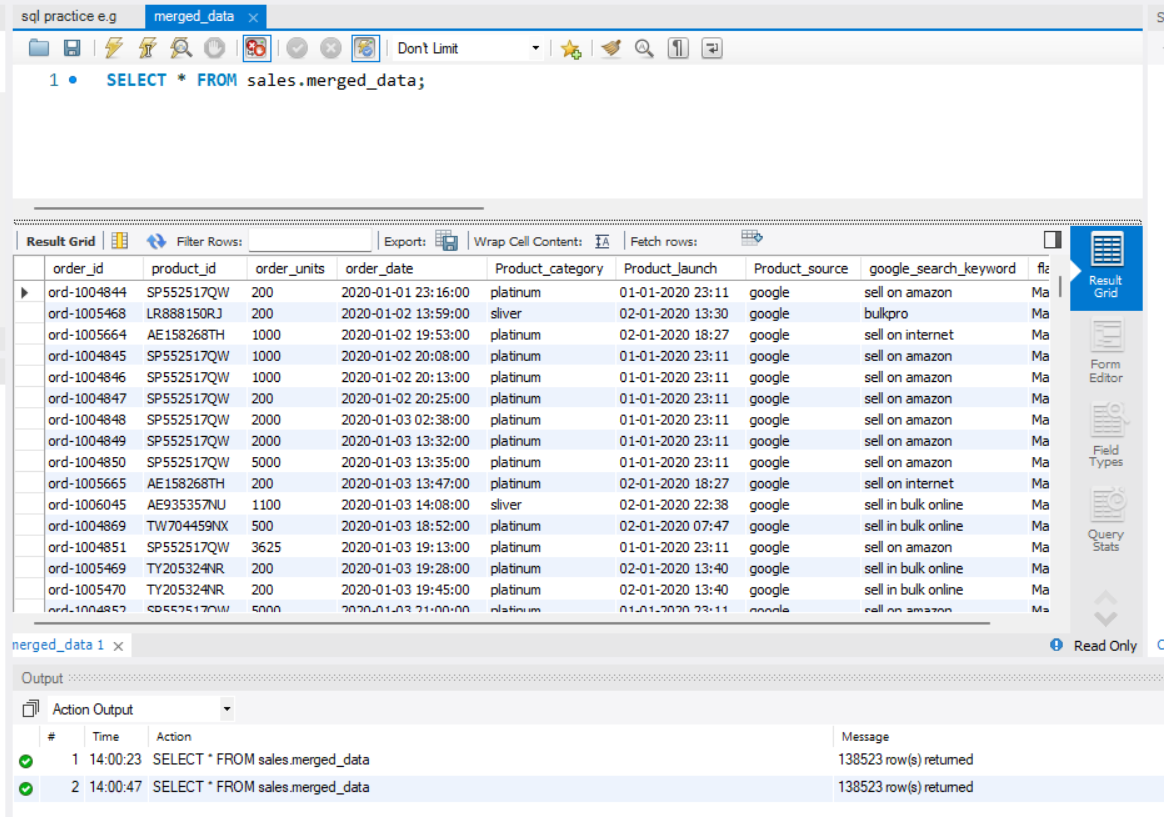 sql practice e.g merged_data
Don't Limit
1 SELECT * FROM sales.merged_data;
Result Grid Filter Rows: Export: Wrap Cell Content: Fetch rows:
order_id product_id order_units order_date Product_category Product_launch Product_source google_search_keyword fla
ord-1004844 SP552517QW 200 2020-01-01 23:16:00 platinum 01-01-2020 23:11 google sell on amazon Ma
ord-1005468 LR888150RJ 200 2020-01-02 13:59:00 sliver 02-01-2020 13:30 google bulkpro Ma
ord-1005664 AE158268TH 1000 2020-01-02 19:53:00 platinum 02-01-2020 18:27 google sell on internet Ma
ord-1004845 SP552517QW 1000 2020-01-02 20:08:00 platinum 01-01-2020 23:11 google sell on amazon Ma
ord-1004846 SP552517QW 1000 2020-01-02 20:13:00 platinum 01-01-2020 23:11 google sell on amazon Ma
ord-1004847 SP552517QW 200 2020-01-02 20:25:00 platinum 01-01-2020 23:11 google sell on amazon Ma
ord-1004848 SP552517QW 2000 2020-01-03 02:38:00 platinum 01-01-2020 23:11 google sell on amazon Ma
ord-1004849 SP552517QW 2000 2020-01-03 13:32:00 platinum 01-01-2020 23:11 google sell on amazon Ma
ord-1004850 SP552517QW 5000 2020-01-03 13:35:00 platinum 01-01-2020 23:11 google sell on amazon Ma
ord-1005665 AE158268TH 200 2020-01-03 13:47:00 platinum 02-01-2020 18:27 google sell on internet Ma
ord-1006045 AE935357NU 1100 2020-01-03 14:08:00 sliver 02-01-2020 22:38 google sell in bulk online Ma
ord-1004869 TW704459NX 500 2020-01-03 18:52:00 platinum 02-01-2020 07:47 google sell in bulk online Ma
ord-1004851 SP552517QW 3625 2020-01-03 19:13:00 platinum 01-01-2020 23:11 google sell on amazon Ma
ord-1005469 TY205324NR 200 2020-01-03 19:28:00 platinum 02-01-2020 13:40 google sell in bulk online Ma
ord-1005470 TY205324NR 200 2020-01-03 19:45:00 platinum 02-01-2020 13:40 google sell in bulk online Ma
ord-1004852 SP552517QW 5000 2020-01-03 21:00:00 platinum 01-01-2020 23:11 google sell on amazon Ma
Result
Grid
Form
Editor
Field
Types
Query
Stats
merged_data 1 Read Only
Output
Action Output
# Time Action Message
1 14:00:23 SELECT * FROM sales.merged_data 138523 row(s) returned
2 14:00:47 SELECT * FROM sales.merged_data 138523 row(s) returned